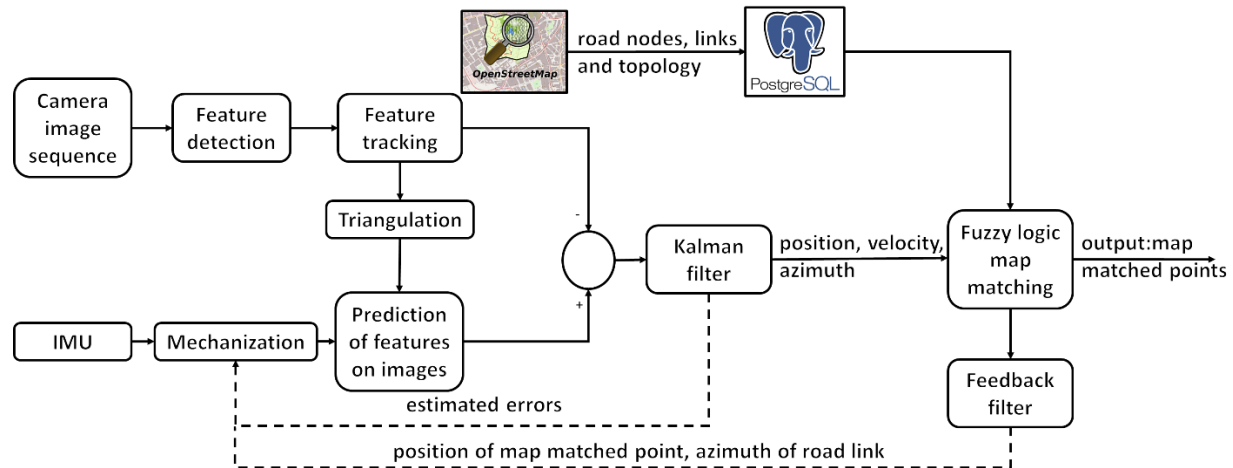 OpenStreetMap
road nodes, links
and topology
PostgreSQL
Camera
image
sequence
Feature
detection
Feature
tracking
Triangulation
-
+
Kalman
filter
position, velocity,
azimuth
Fuzzy logic
map
matching
output:map
matched points
IMU
Mechanization
Prediction
of features
on images
Feedback
filter
estimated errors
position of map matched point, azimuth of road link